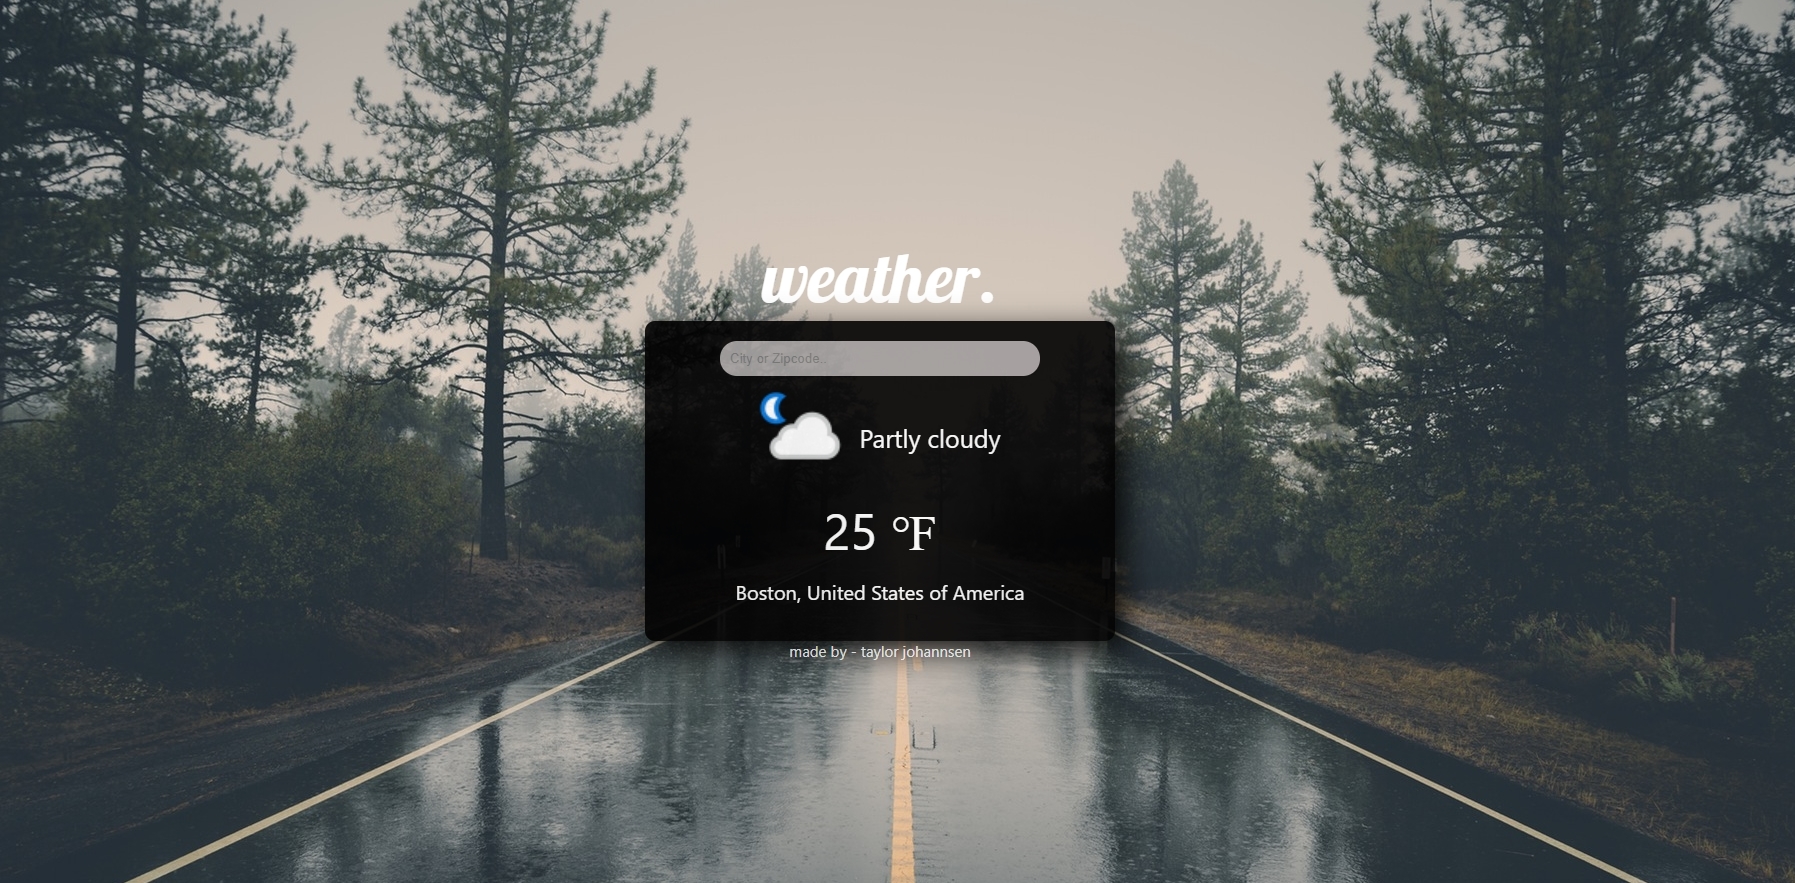 weather.
City or Zipcode..
Partly cloudy
25 °F
Boston, United States of America
made by - taylor johannsen